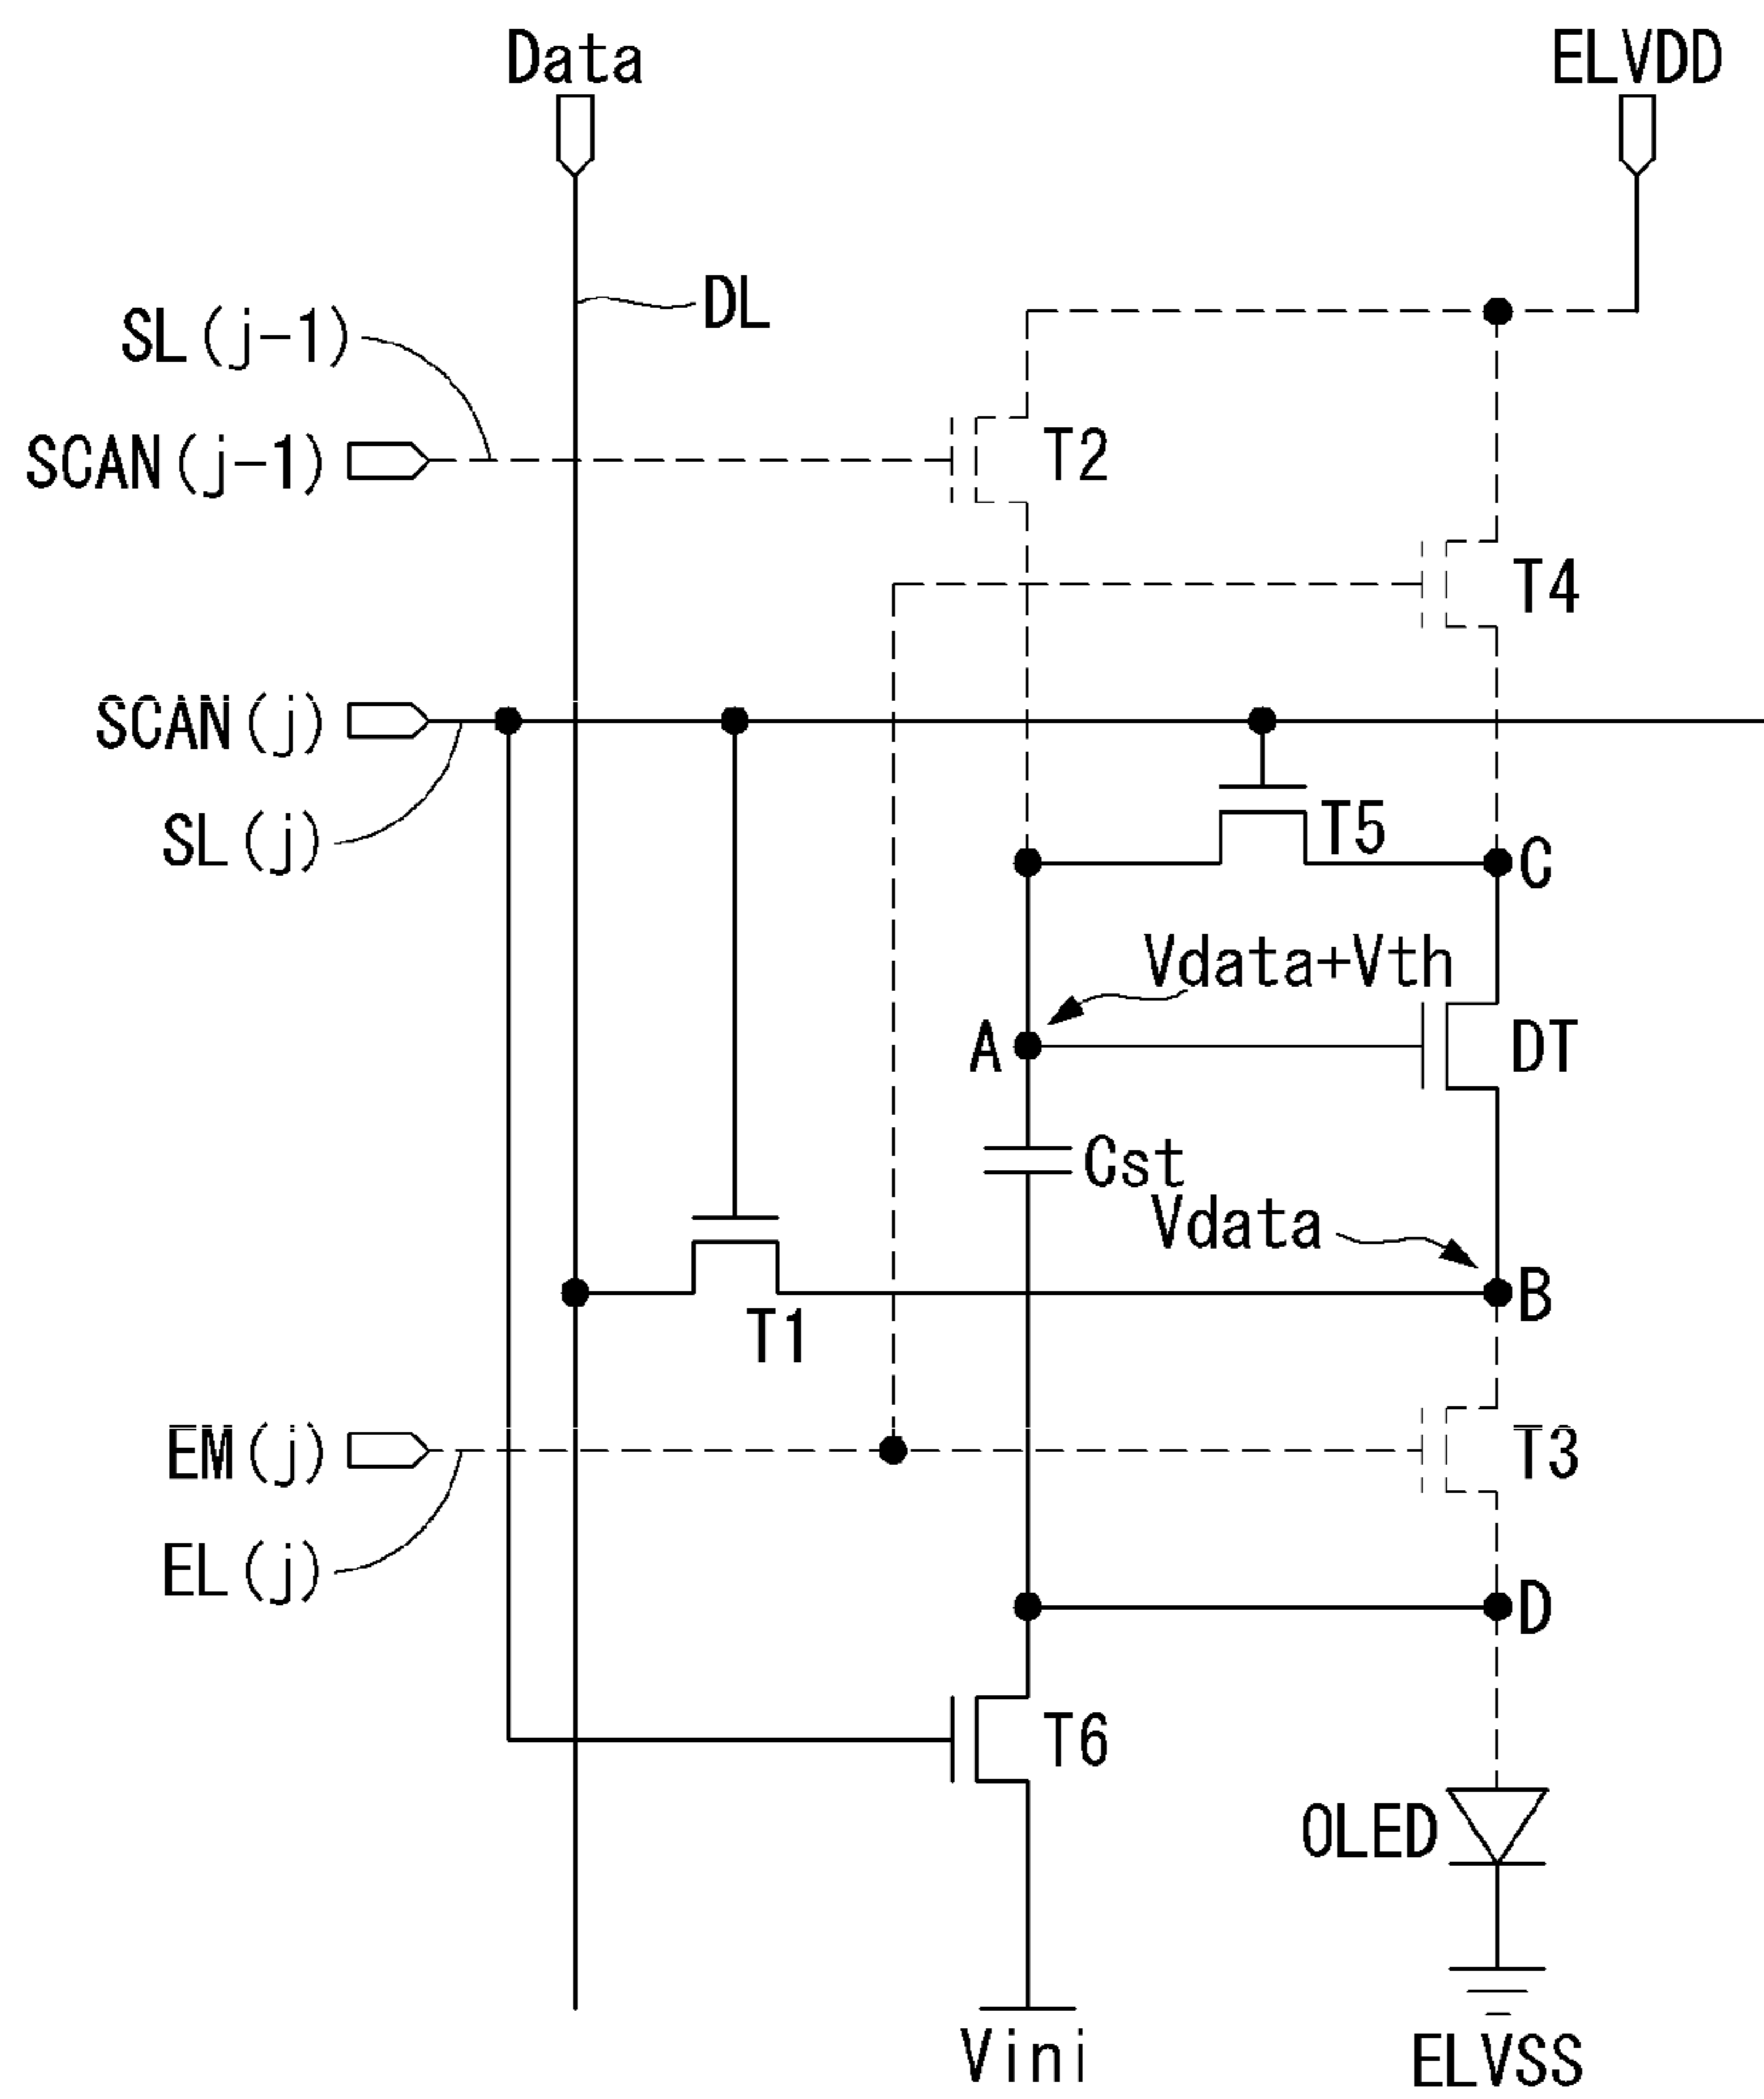 Data
ELVDD
DL
SL(j-1)
SCAN(j-1)
T2
T4
SCAN(j)
SL(j)
T5
C
Vdata+Vth
A
DT
Cst
Vdata
B
T1
EM(j)
T3
EL(j)
D
T6
OLED
Vini
ELVSS